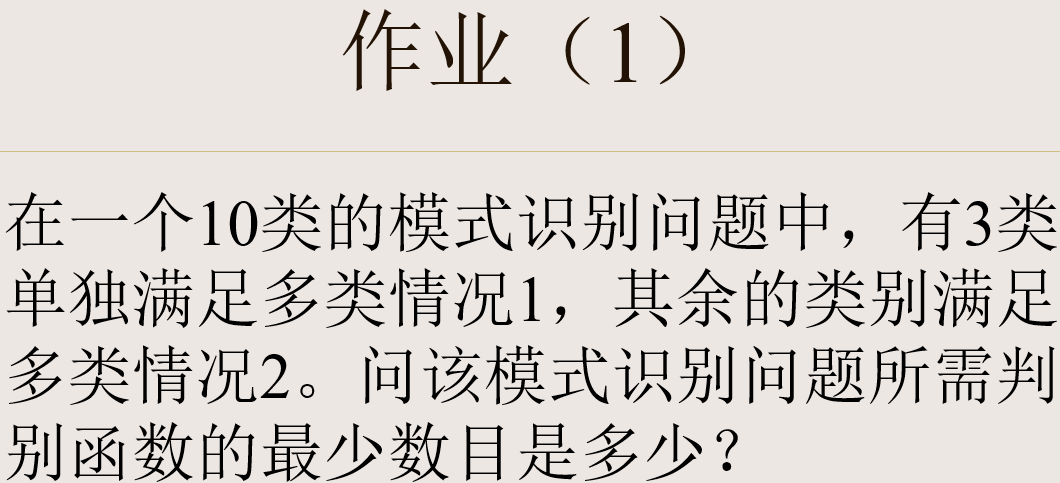 作业（1）
在一个10类的模式识别问题中，有3类
单独满足多类情况1，其余的类别满足
多类情况2。问该模式识别问题所需判
别函数的最少数目是多少？